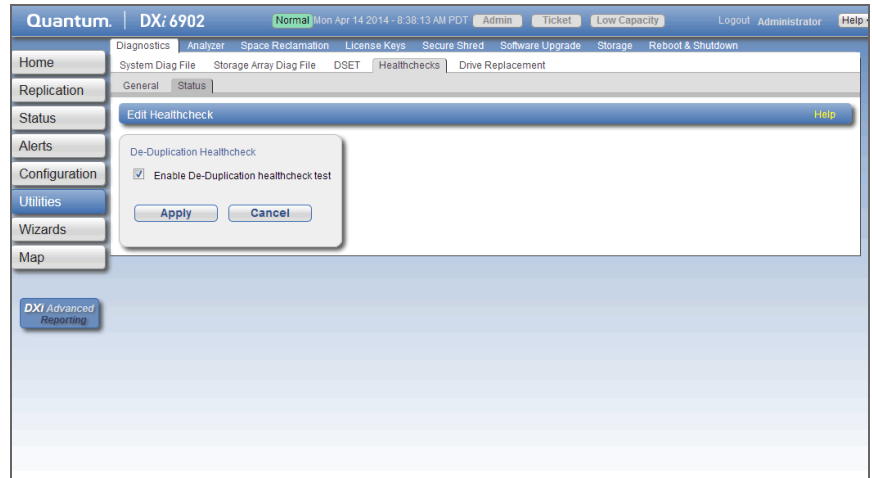 Quantum. DXi 6902 Normal Mon Apr 14 2014 - 8:38:13 AM PDT Admin Ticket Low Capacity Logout Administrator Help
Diagnostics Analyzer Space Reclamation License Keys Secure Shred Software Upgrade Storage Reboot & Shutdown
System Diag File Storage Array Diag File DSET Healthchecks Drive Replacement
General Status
Home
Replication
Status
Alerts
Configuration
Utilities
Wizards
Map
DXi Advanced
Reporting
Edit Healthcheck Help
De-Duplication Healthcheck
Enable De-Duplication healthcheck test
Apply Cancel